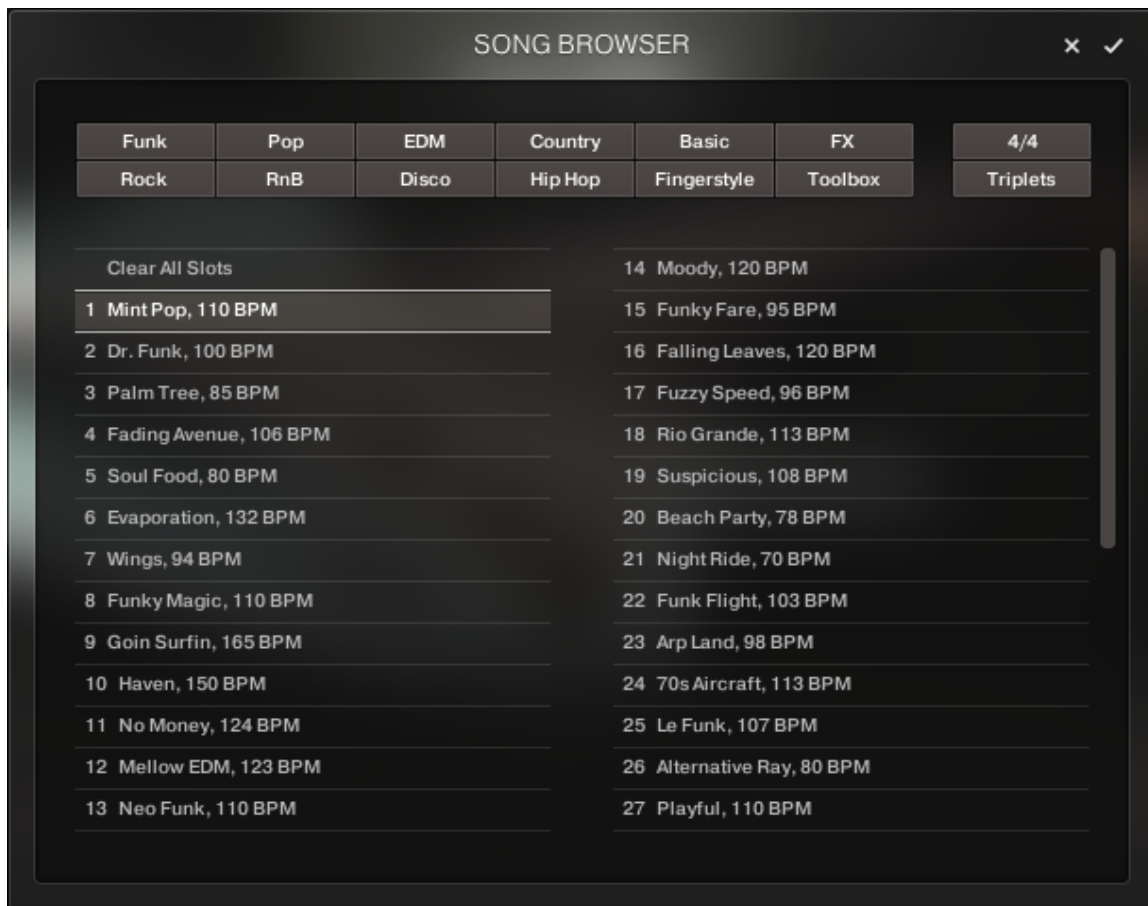 SONG BROWSER
Funk Pop EDM Country Basic FX 4/4
Rock RnB Disco Hip Hop Fingerstyle Toolbox Triplets
Clear All Slots
1 Mint Pop, 110 BPM
2 Dr. Funk, 100 BPM
3 Palm Tree, 85 BPM
4 Fading Avenue, 106 BPM
5 Soul Food, 80 BPM
6 Evaporation, 132 BPM
7 Wings, 94 BPM
8 Funky Magic, 110 BPM
9 Goin Surfin, 165 BPM
10 Haven, 150 BPM
11 No Money, 124 BPM
12 Mellow EDM, 123 BPM
13 Neo Funk, 110 BPM
14 Moody, 120 BPM
15 Funky Fare, 95 BPM
16 Falling Leaves, 120 BPM
17 Fuzzy Speed, 96 BPM
18 Rio Grande, 113 BPM
19 Suspicious, 108 BPM
20 Beach Party, 78 BPM
21 Night Ride, 70 BPM
22 Funk Flight, 103 BPM
23 Arp Land, 98 BPM
24 70s Aircraft, 113 BPM
25 Le Funk, 107 BPM
26 Alternative Ray, 80 BPM
27 Playful, 110 BPM